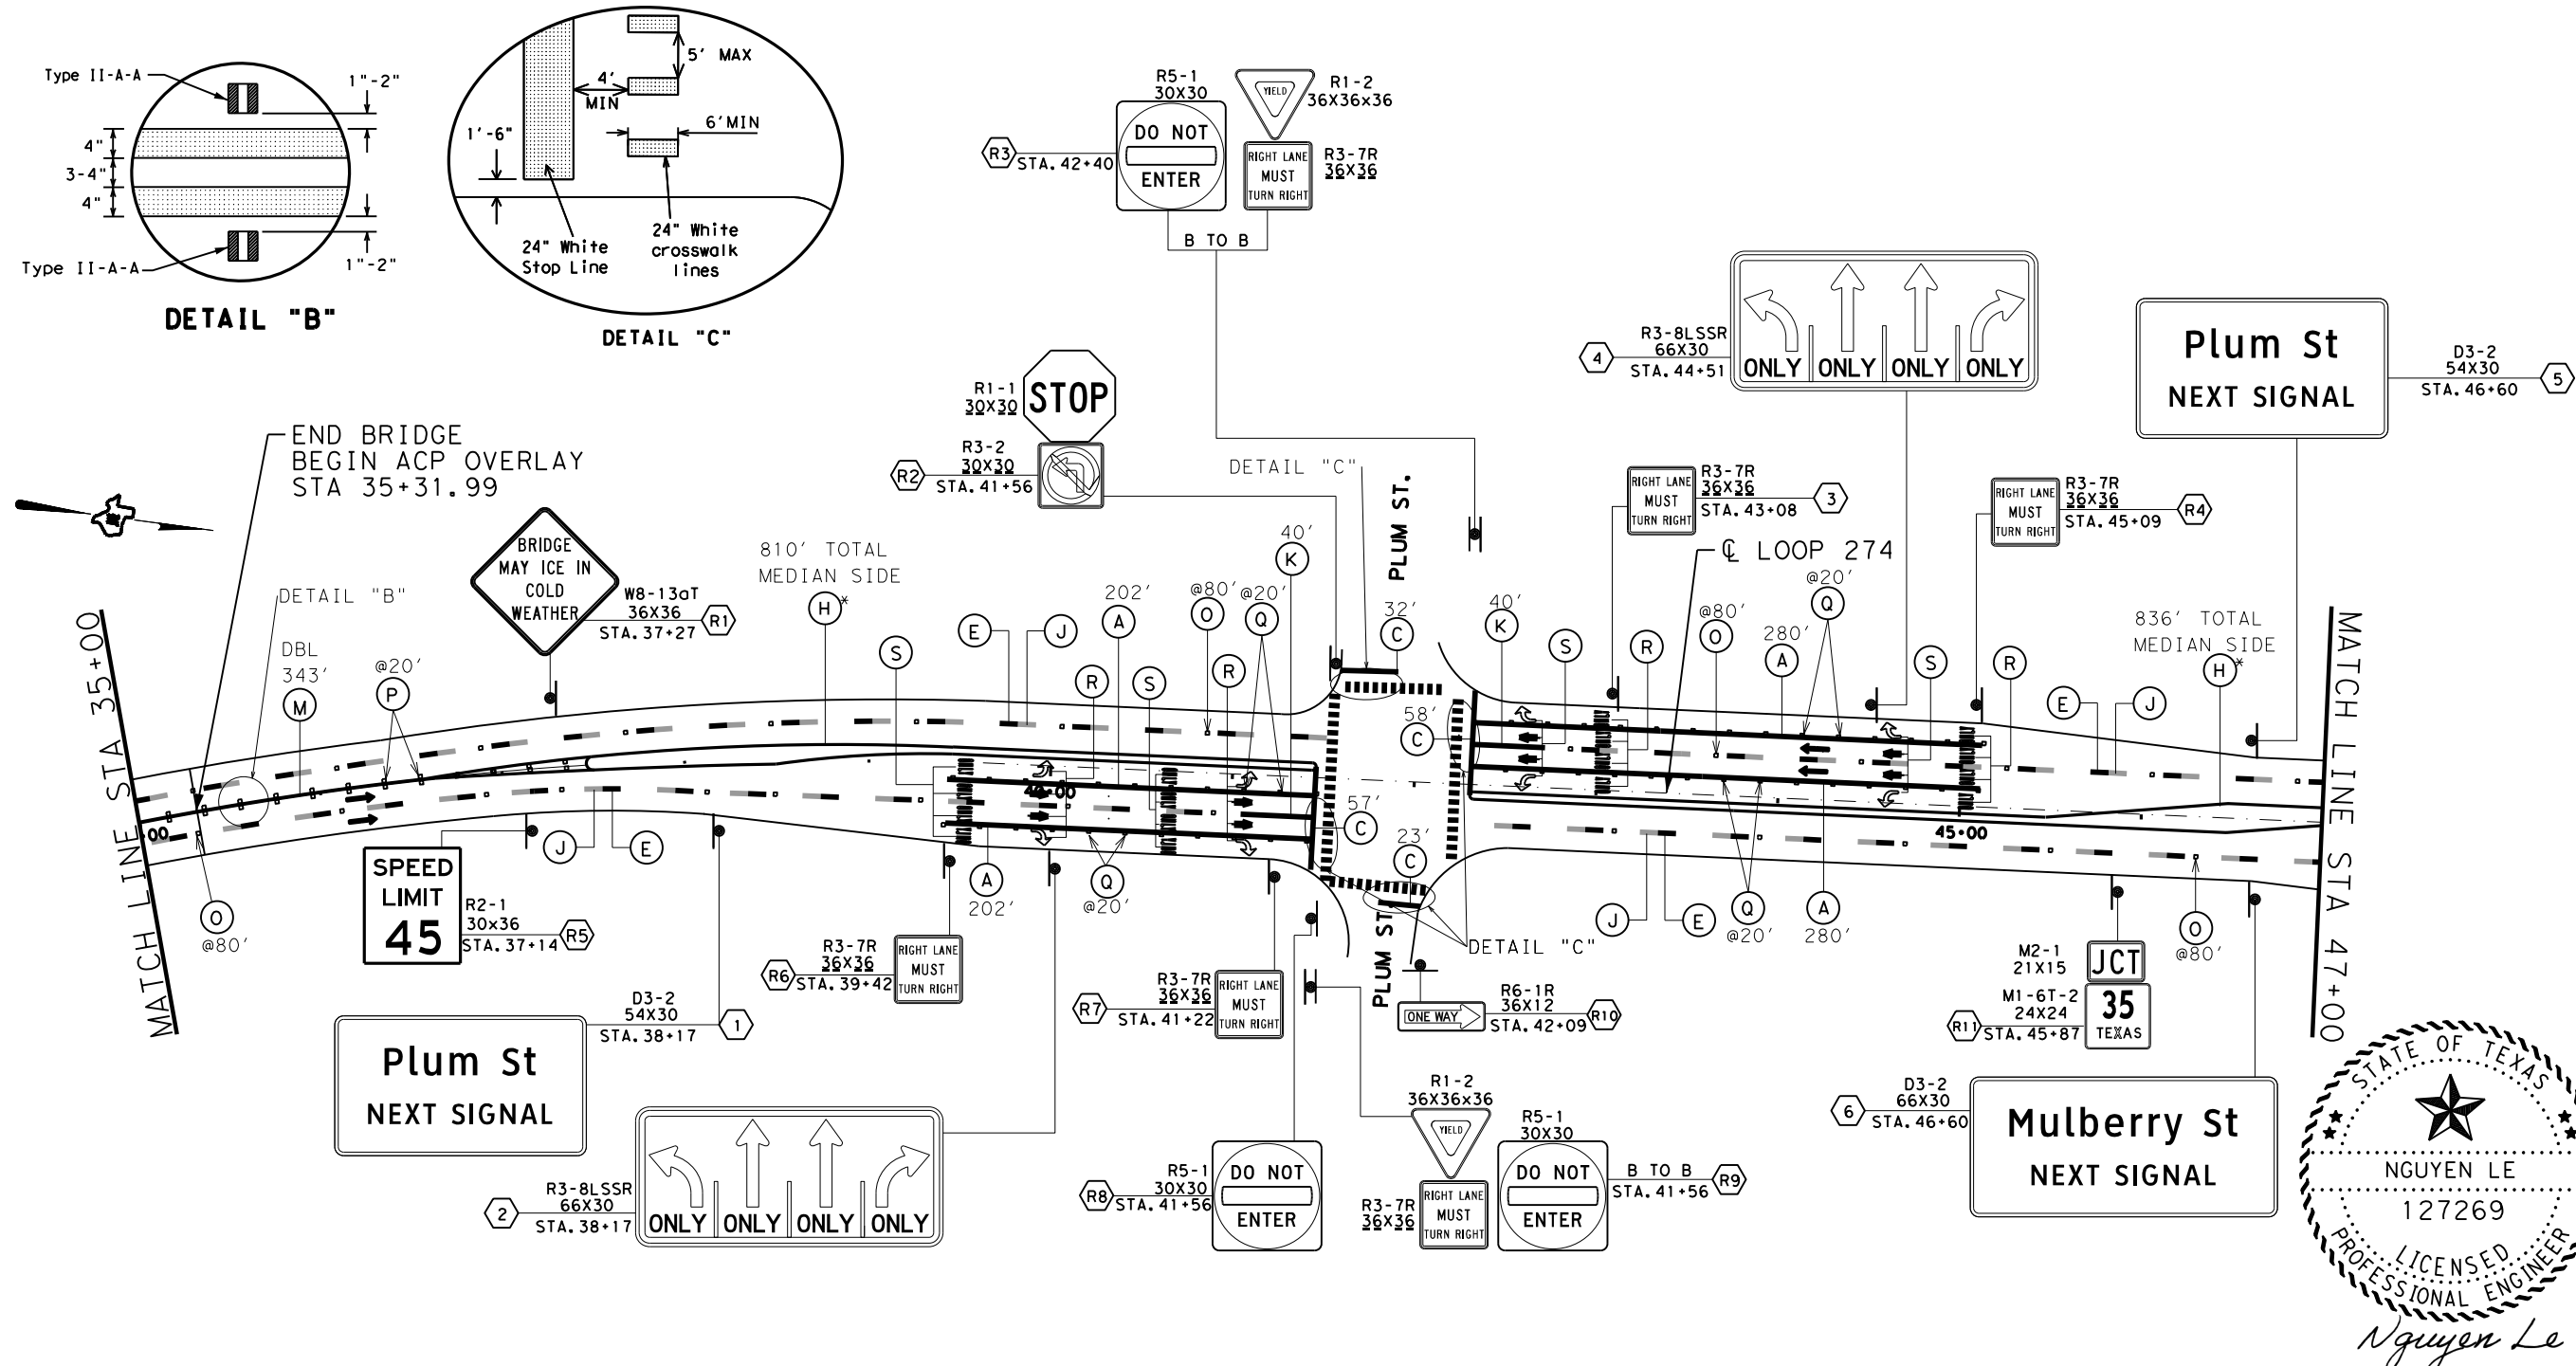 Type II-A-A
1"-2"
4"
3-4"
4"
Type II-A-A
1"-2"
DETAIL "B"
5' MAX
4'
MIN
6'MIN
1'-6"
24" White
Stop Line
24" White
crosswalk
lines
DETAIL "C"
R5-1
30X30
R1-2
36X36x36
YIELD
DO NOT
ENTER
R3
STA. 42+40
RIGHT LANE
MUST
TURN RIGHT
R3-7R
36X36
B TO B
R3-8LSSR
66X30
4
STA. 44+51
ONLY ONLY ONLY ONLY
Plum St
NEXT SIGNAL
D3-2
54X30
STA. 46+60
5
R1-1
30X30
STOP
R3-2
30X30
R2
STA. 41+56
END BRIDGE
BEGIN ACP OVERLAY
STA 35+31.99
BRIDGE
MAY ICE IN
COLD
WEATHER
W8-13aT
36X36
STA. 37+27
R1
DETAIL "C"
PLUM ST.
RIGHT LANE
MUST
TURN RIGHT
R3-7R
36X36
STA. 43+08
3
RIGHT LANE
MUST
TURN RIGHT
R3-7R
36X36
STA. 45+09
R4
℄ LOOP 274
MATCH LINE STA 35+00
DETAIL "B"
DBL
343'
M
@20'
P
810' TOTAL
MEDIAN SIDE
H*
S
E
J
202'
A
R
S
@80'
O
@20'
Q
R
40'
K
32'
C
40'
K
S
R
@80'
O
280'
A
@20'
Q
S
R
E
J
836' TOTAL
MEDIAN SIDE
H*
MATCH LINE STA 47+00
58'
C
57'
C
23'
C
00
40+00
45+00
ONLY
ONLY
ONLY
ONLY
O
@80'
J
E
SPEED
LIMIT
45
R2-1
30x36
STA. 37+14
R5
A
202'
Q
@20'
J
E
Q
@20'
A
280'
O
@80'
DETAIL "C"
PLUM ST
R3-7R
36X36
R6
STA. 39+42
RIGHT LANE
MUST
TURN RIGHT
R3-7R
36X36
R7
STA. 41+22
RIGHT LANE
MUST
TURN RIGHT
ONE WAY
R6-1R
36X12
STA. 42+09
R10
M2-1
21X15
JCT
M1-6T-2
24X24
R11
STA. 45+87
35
TEXAS
D3-2
54X30
STA. 38+17
1
Plum St
NEXT SIGNAL
R3-8LSSR
66X30
2
STA. 38+17
ONLY ONLY ONLY ONLY
R5-1
30X30
R8
STA. 41+56
DO NOT
ENTER
R1-2
36X36x36
YIELD
R3-7R
36X36
RIGHT LANE
MUST
TURN RIGHT
R5-1
30X30
DO NOT
ENTER
B TO B
STA. 41+56
R9
D3-2
66X30
6
STA. 46+60
Mulberry St
NEXT SIGNAL
STATE OF TEXAS
NGUYEN LE
127269
LICENSED
PROFESSIONAL ENGINEER
Nguyen Le